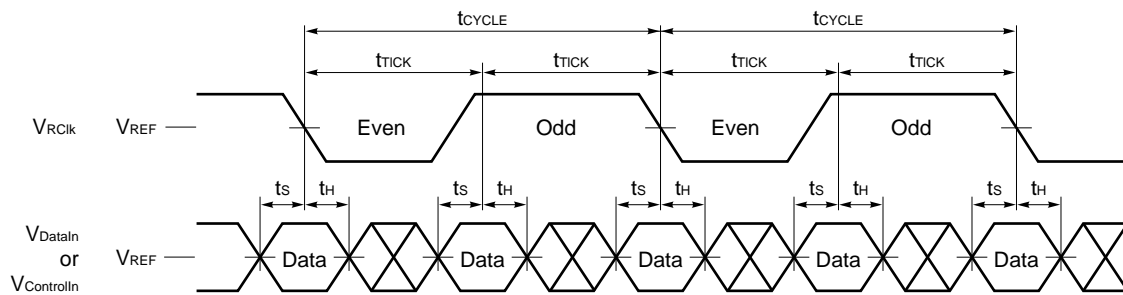 tCYCLE tCYCLE
tTICK tTICK tTICK tTICK
VRClk VREF Even Odd Even Odd
tS tH tS tH tS tH tS tH tS tH
VDataIn
or
VControlIn
VREF Data Data Data Data Data